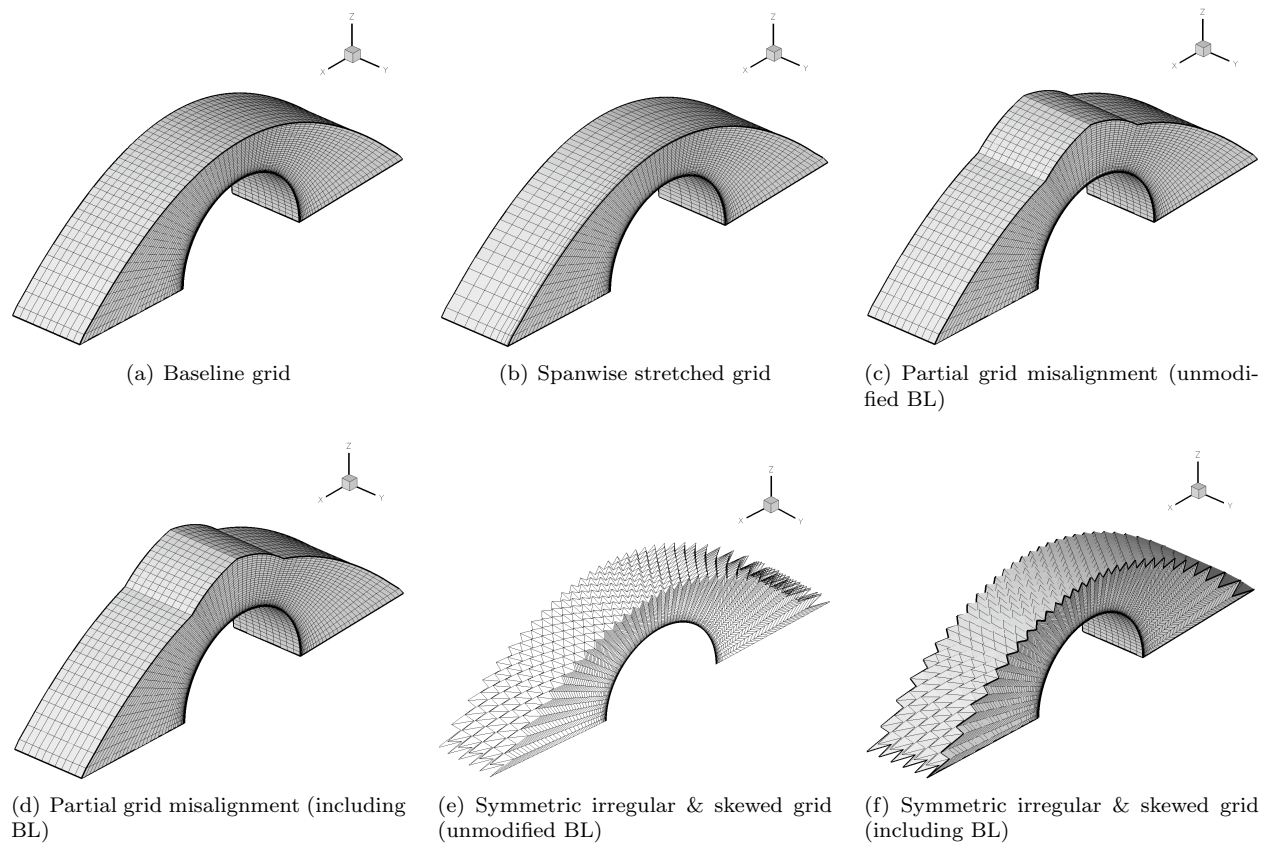 Z
X
Y
Z
X
Y
Z
X
Y
(a) Baseline grid
(b) Spanwise stretched grid
(c) Partial grid misalignment (unmodi-
fied BL)
Z
X
Y
Z
X
Y
Z
X
Y
(d) Partial grid misalignment (including
BL)
(e) Symmetric irregular & skewed grid
(unmodified BL)
(f) Symmetric irregular & skewed grid
(including BL)